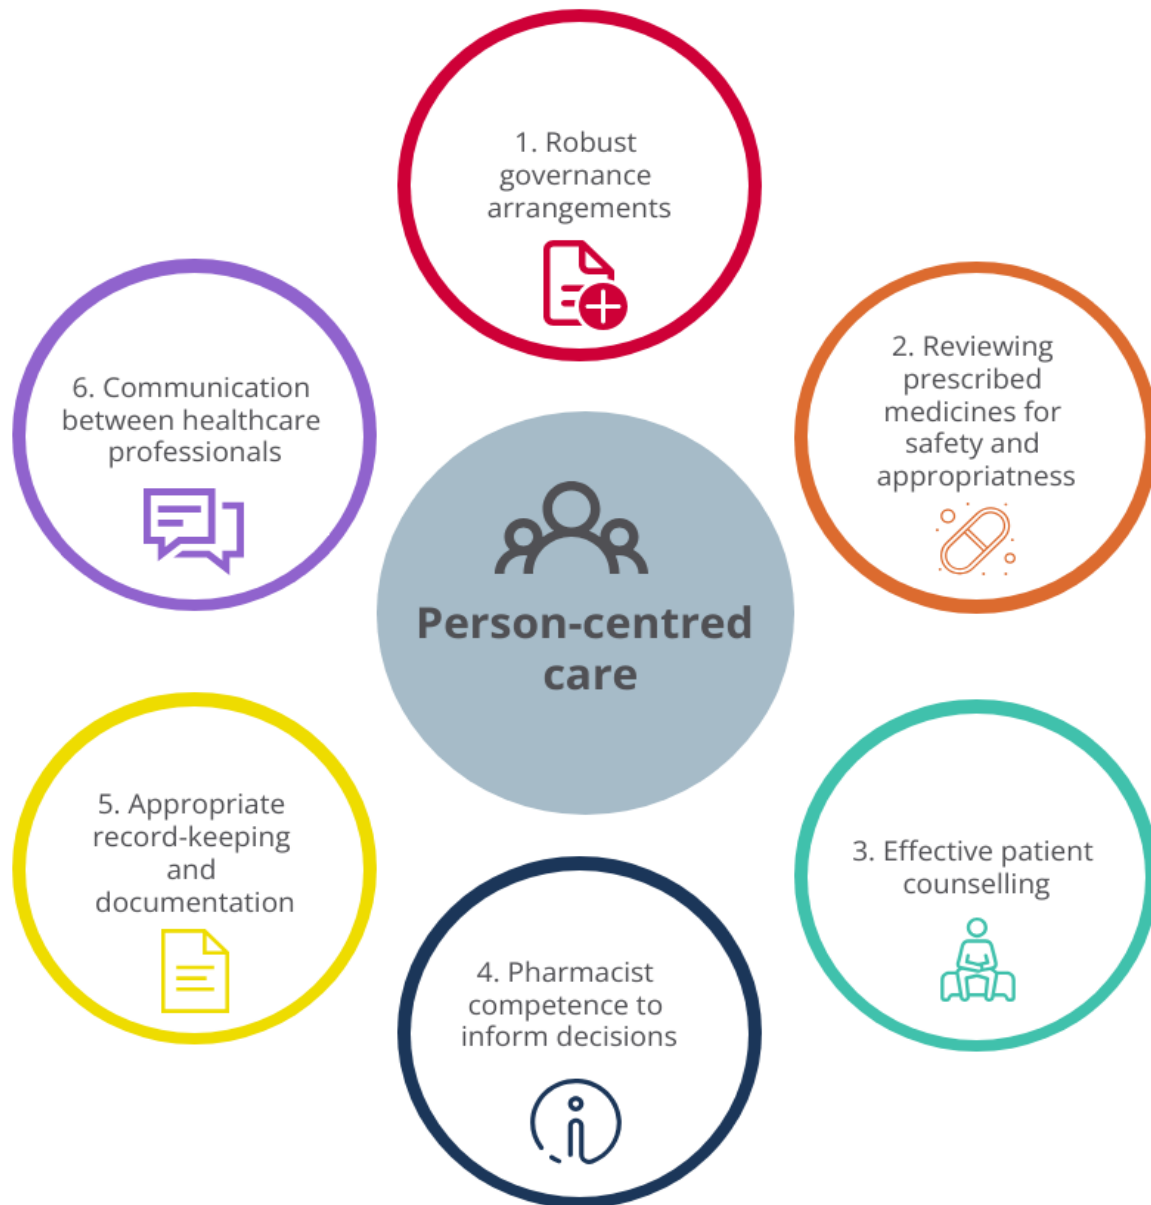 1. Robust
governance
arrangements
2. Reviewing
prescribed
medicines for
safety and
appropriatness
3. Effective patient
counselling
4. Pharmacist
competence to
inform decisions
5. Appropriate
record-keeping
and
documentation
6. Communication
between healthcare
professionals
Person-centred
care